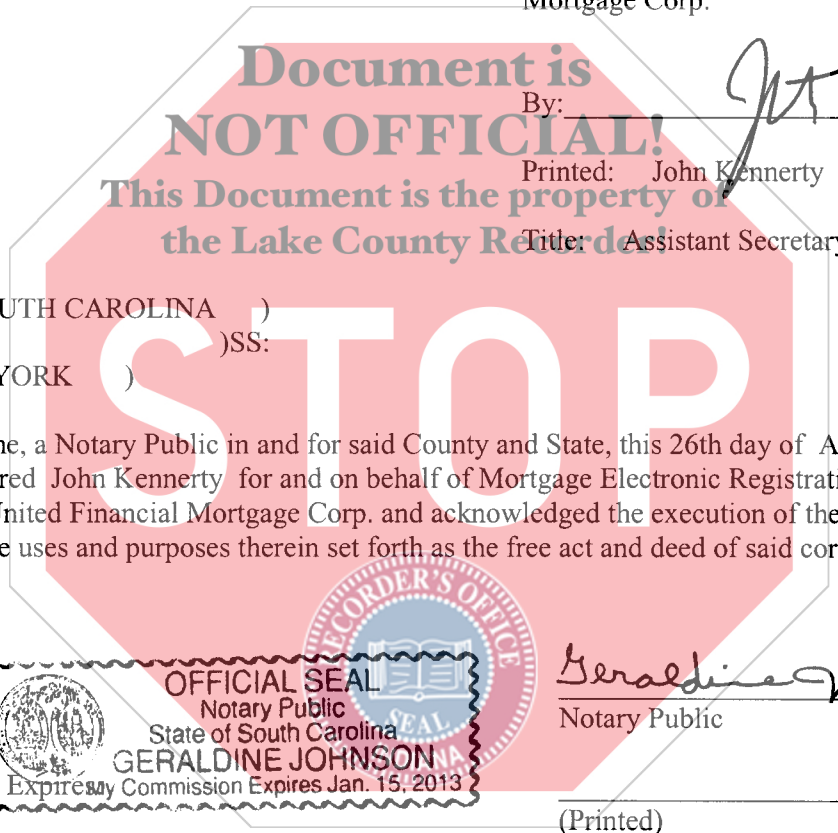 Mortgage Corp.
Document is
By:
NOT OFFICIAL!
Printed: John Kennerty
This Document is the property of
the Lake County Recorder!
Title: Assistant Secretary
UTH CAROLINA )
)SS:
YORK )
STOP
ne, a Notary Public in and for said County and State, this 26th day of A
red John Kennerty for and on behalf of Mortgage Electronic Registrati
United Financial Mortgage Corp. and acknowledged the execution of the
e uses and purposes therein set forth as the free act and deed of said cor
RECORDER'S OFFICE
SEAL
OFFICIAL SEAL
Notary Public
State of South Carolina
GERALDINE JOHNSON
My Commission Expires Jan. 15, 2013
Expires
Geraldine
Notary Public
(Printed)